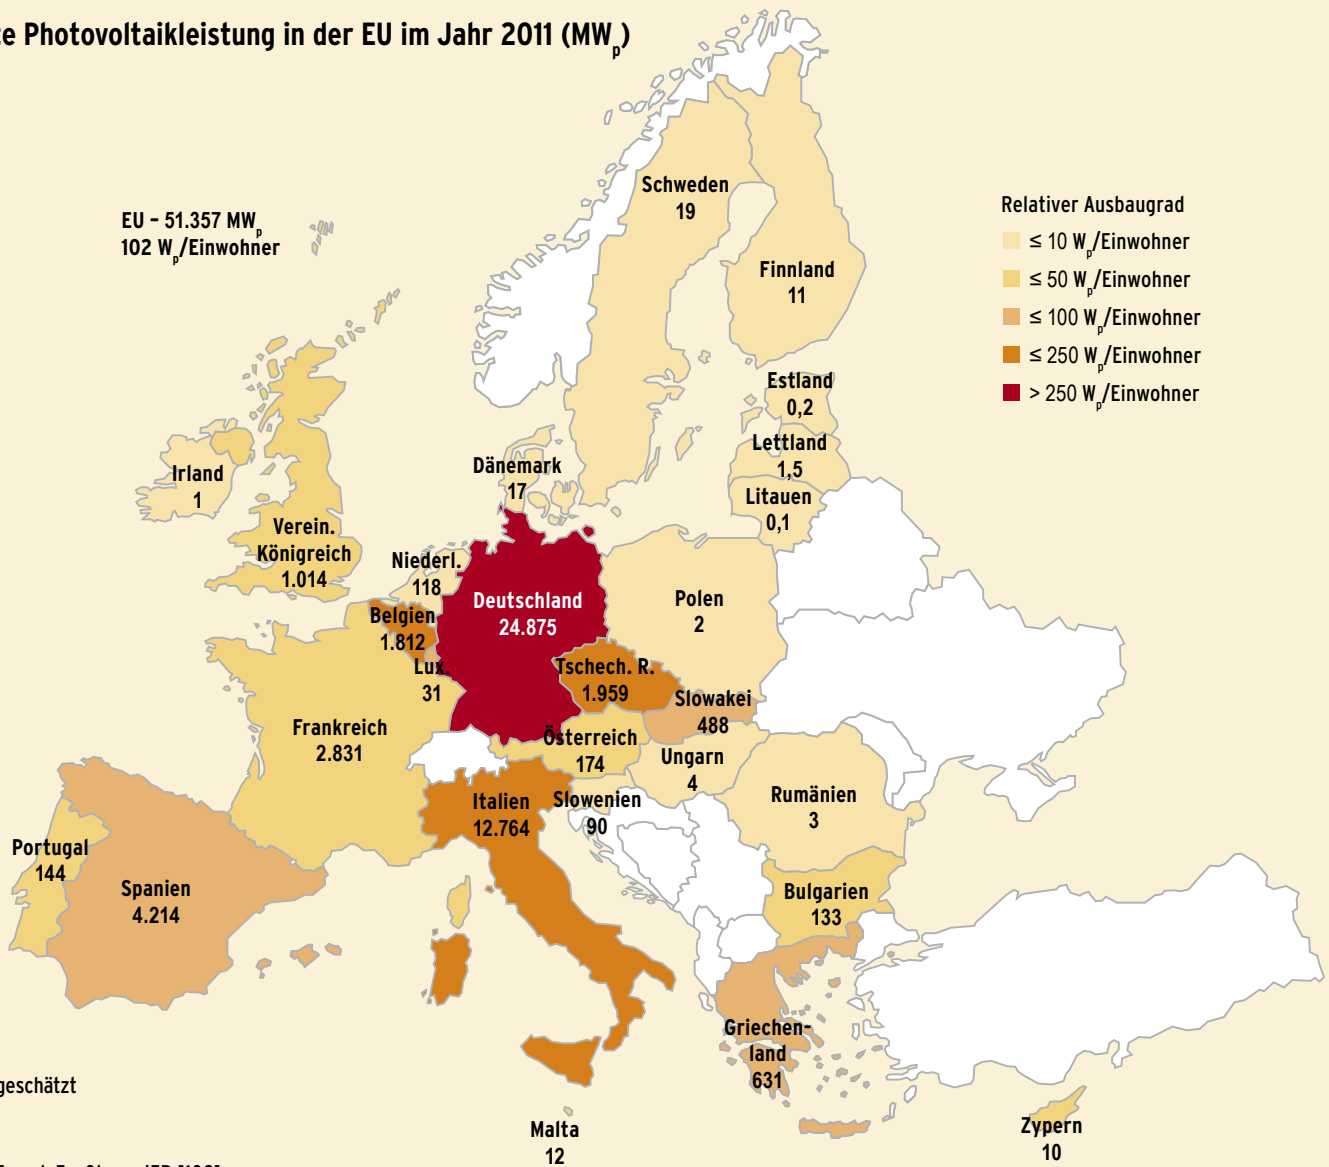 Photovoltaikleistung in der EU im Jahr 2011 (MWp)
EU – 51.357 MWp
102 Wp/Einwohner
Relativer Ausbaugrad
≤ 10 Wp/Einwohner
≤ 50 Wp/Einwohner
≤ 100 Wp/Einwohner
≤ 250 Wp/Einwohner
> 250 Wp/Einwohner
Schweden
19
Finnland
11
Estland
0,2
Lettland
1,5
Litauen
0,1
Dänemark
17
Irland
1
Verein.
Königreich
1.014
Niederl.
118
Belgien
1.812
Lux.
31
Deutschland
24.875
Polen
2
Tschech. R.
1.959
Slowakei
488
Österreich
174
Ungarn
4
Frankreich
2.831
Italien
12.764
Slowenien
90
Rumänien
3
Portugal
144
Spanien
4.214
Bulgarien
133
Griechen-
land
631
Malta
12
Zypern
10
geschätzt